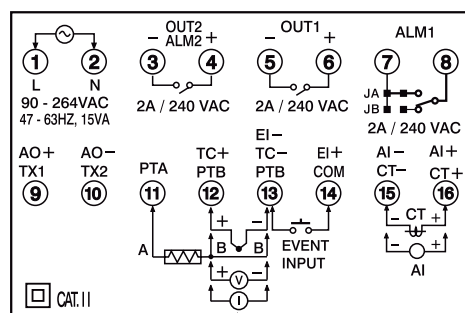 OUT2
ALM2
- +
OUT1
- +
ALM1
1 2 3 4 5 6 7 8
L N
90 - 264VAC
47 - 63HZ, 15VA
2A / 240 VAC
2A / 240 VAC
JA
JB
2A / 240 VAC
AO+
TX1
AO-
TX2
PTA
TC+
PTB
EI-
TC-
PTB
EI+
COM
AI-
CT-
AI+
CT+
9 10 11 12 13 14 15 16
+ -
A B B
EVENT
INPUT
- CT +
- +
AI
+ V -
I
CAT. II